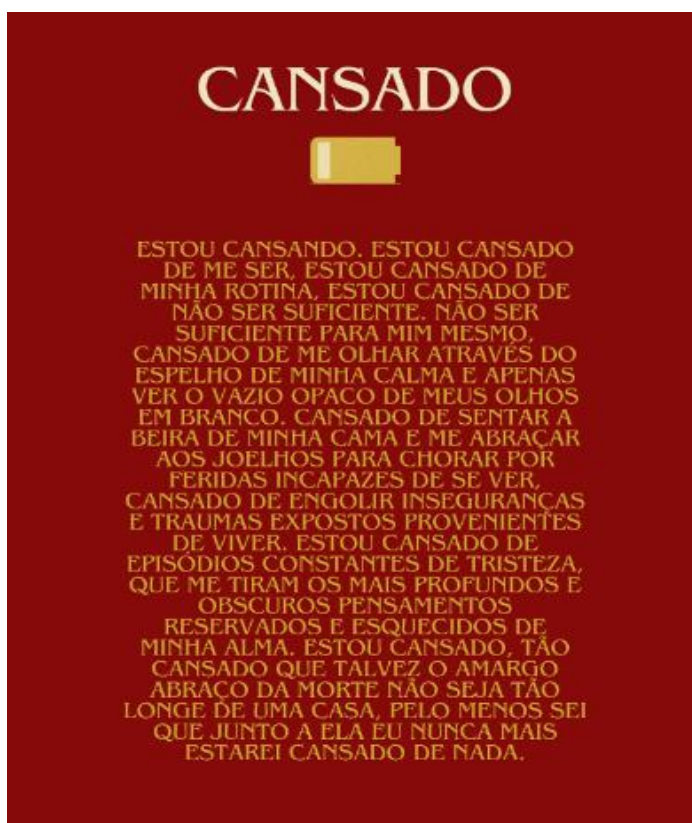 CANSADO
ESTOU CANSANDO. ESTOU CANSADO
DE ME SER, ESTOU CANSADO DE
MINHA ROTINA, ESTOU CANSADO DE
NÃO SER SUFICIENTE. NÃO SER
SUFICIENTE PARA MIM MESMO,
CANSADO DE ME OLHAR ATRAVÉS DO
ESPELHO DE MINHA CALMA E APENAS
VER O VAZIO OPACO DE MEUS OLHOS
EM BRANCO. CANSADO DE SENTAR A
BEIRA DE MINHA CAMA E ME ABRAÇAR
AOS JOELHOS PARA CHORAR POR
FERIDAS INCAPAZES DE SE VER,
CANSADO DE ENGOLIR INSEGURANÇAS
E TRAUMAS EXPOSTOS PROVENIENTES
DE VIVER. ESTOU CANSADO DE
EPISÓDIOS CONSTANTES DE TRISTEZA,
QUE ME TIRAM OS MAIS PROFUNDOS E
OBSCUROS PENSAMENTOS
RESERVADOS E ESQUECIDOS DE
MINHA ALMA. ESTOU CANSADO, TÃO
CANSADO QUE TALVEZ O AMARGO
ABRAÇO DA MORTE NÃO SEJA TÃO
LONGE DE UMA CASA, PELO MENOS SEI
QUE JUNTO A ELA EU NUNCA MAIS
ESTAREI CANSADO DE NADA.